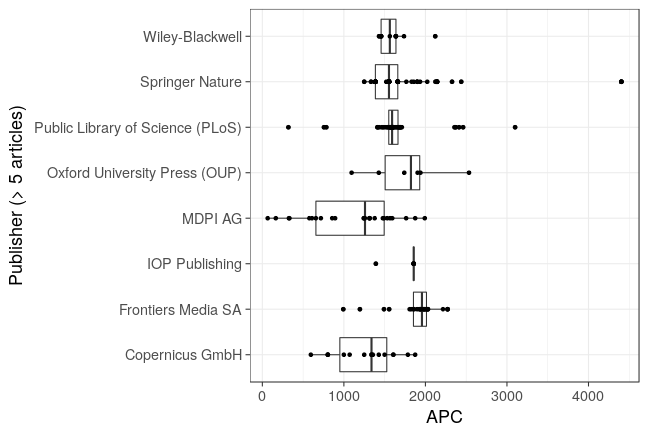 Publisher (> 5 articles)
Wiley-Blackwell
Springer Nature
Public Library of Science (PLoS)
Oxford University Press (OUP)
MDPI AG
IOP Publishing
Frontiers Media SA
Copernicus GmbH
0 1000 2000 3000 4000
APC